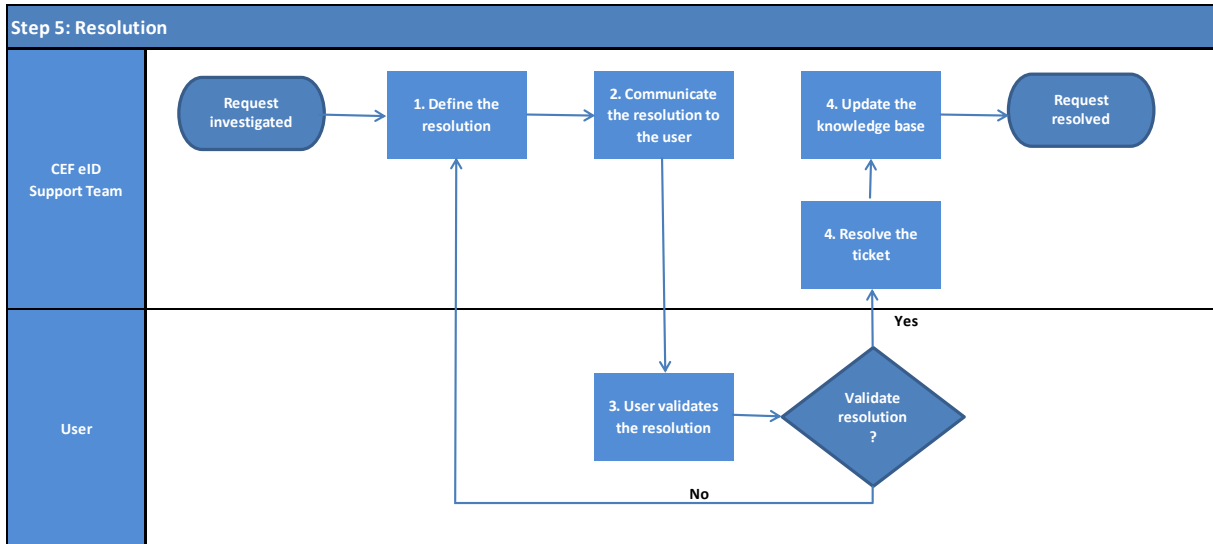 Step 5: Resolution
CEF eID
Support Team
Request
investigated
1. Define the
resolution
2. Communicate
the resolution to
the user
4. Update the
knowledge base
Request
resolved
4. Resolve the
ticket
Yes
User
3. User validates
the resolution
Validate
resolution
?
No